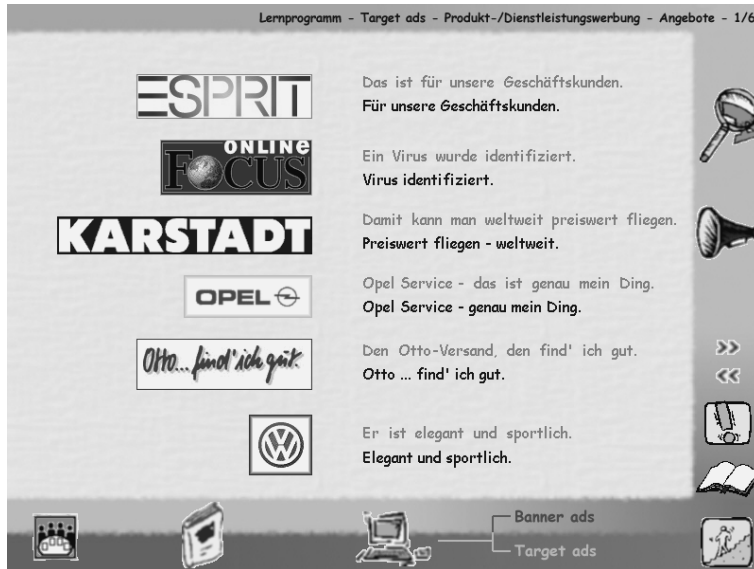 Lernprogramm - Target ads - Produkt-/Dienstleistungswerbung - Angebote - 1/6
ESPRIT
Das ist für unsere Geschäftskunden.
Für unsere Geschäftskunden.
ONLINE
FOCUS
Ein Virus wurde identifiziert.
Virus identifiziert.
KARSTADT
Damit kann man weltweit preiswert fliegen.
Preiswert fliegen - weltweit.
OPEL
Opel Service - das ist genau mein Ding.
Opel Service - genau mein Ding.
Otto... find' ich gut.
Den Otto-Versand, den find' ich gut.
Otto ... find' ich gut.
VW
Er ist elegant und sportlich.
Elegant und sportlich.
>>
<<
Banner ads
Target ads